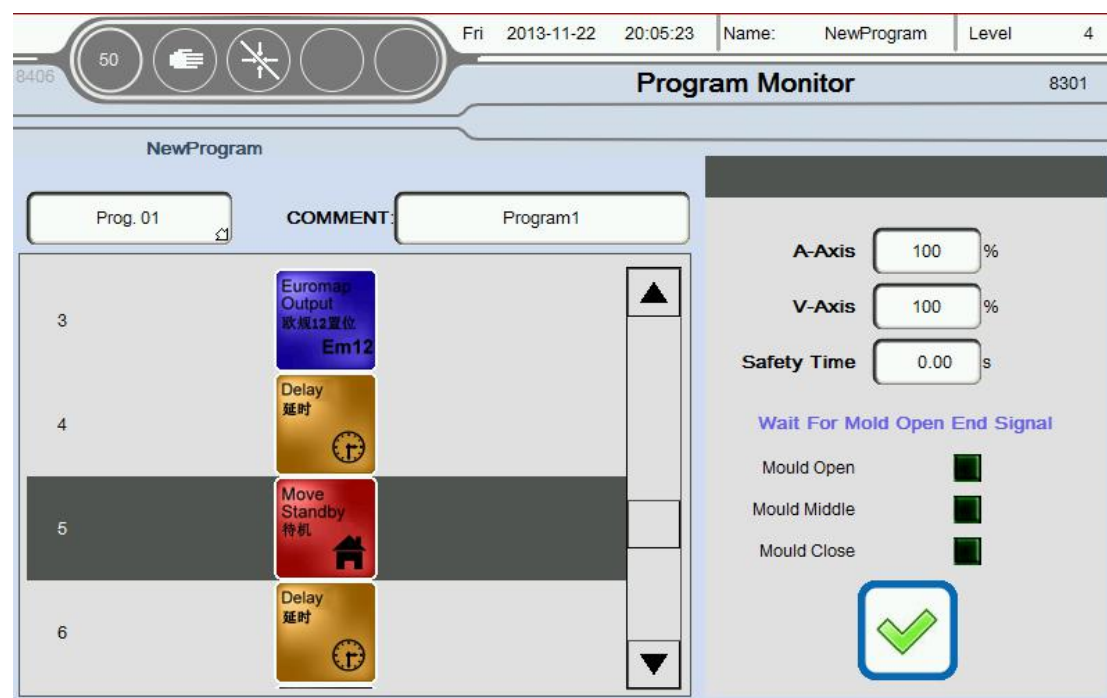 Fri 2013-11-22 20:05:23 Name: NewProgram Level 4
50
8406
Program Monitor 8301
NewProgram
Prog. 01 COMMENT: Program1
3
Euromap
Output
欧规12置位
Em12
4
Delay
延时
5
Move
Standby
待机
6
Delay
延时
A-Axis 100 %
V-Axis 100 %
Safety Time 0.00 s
Wait For Mold Open End Signal
Mould Open
Mould Middle
Mould Close